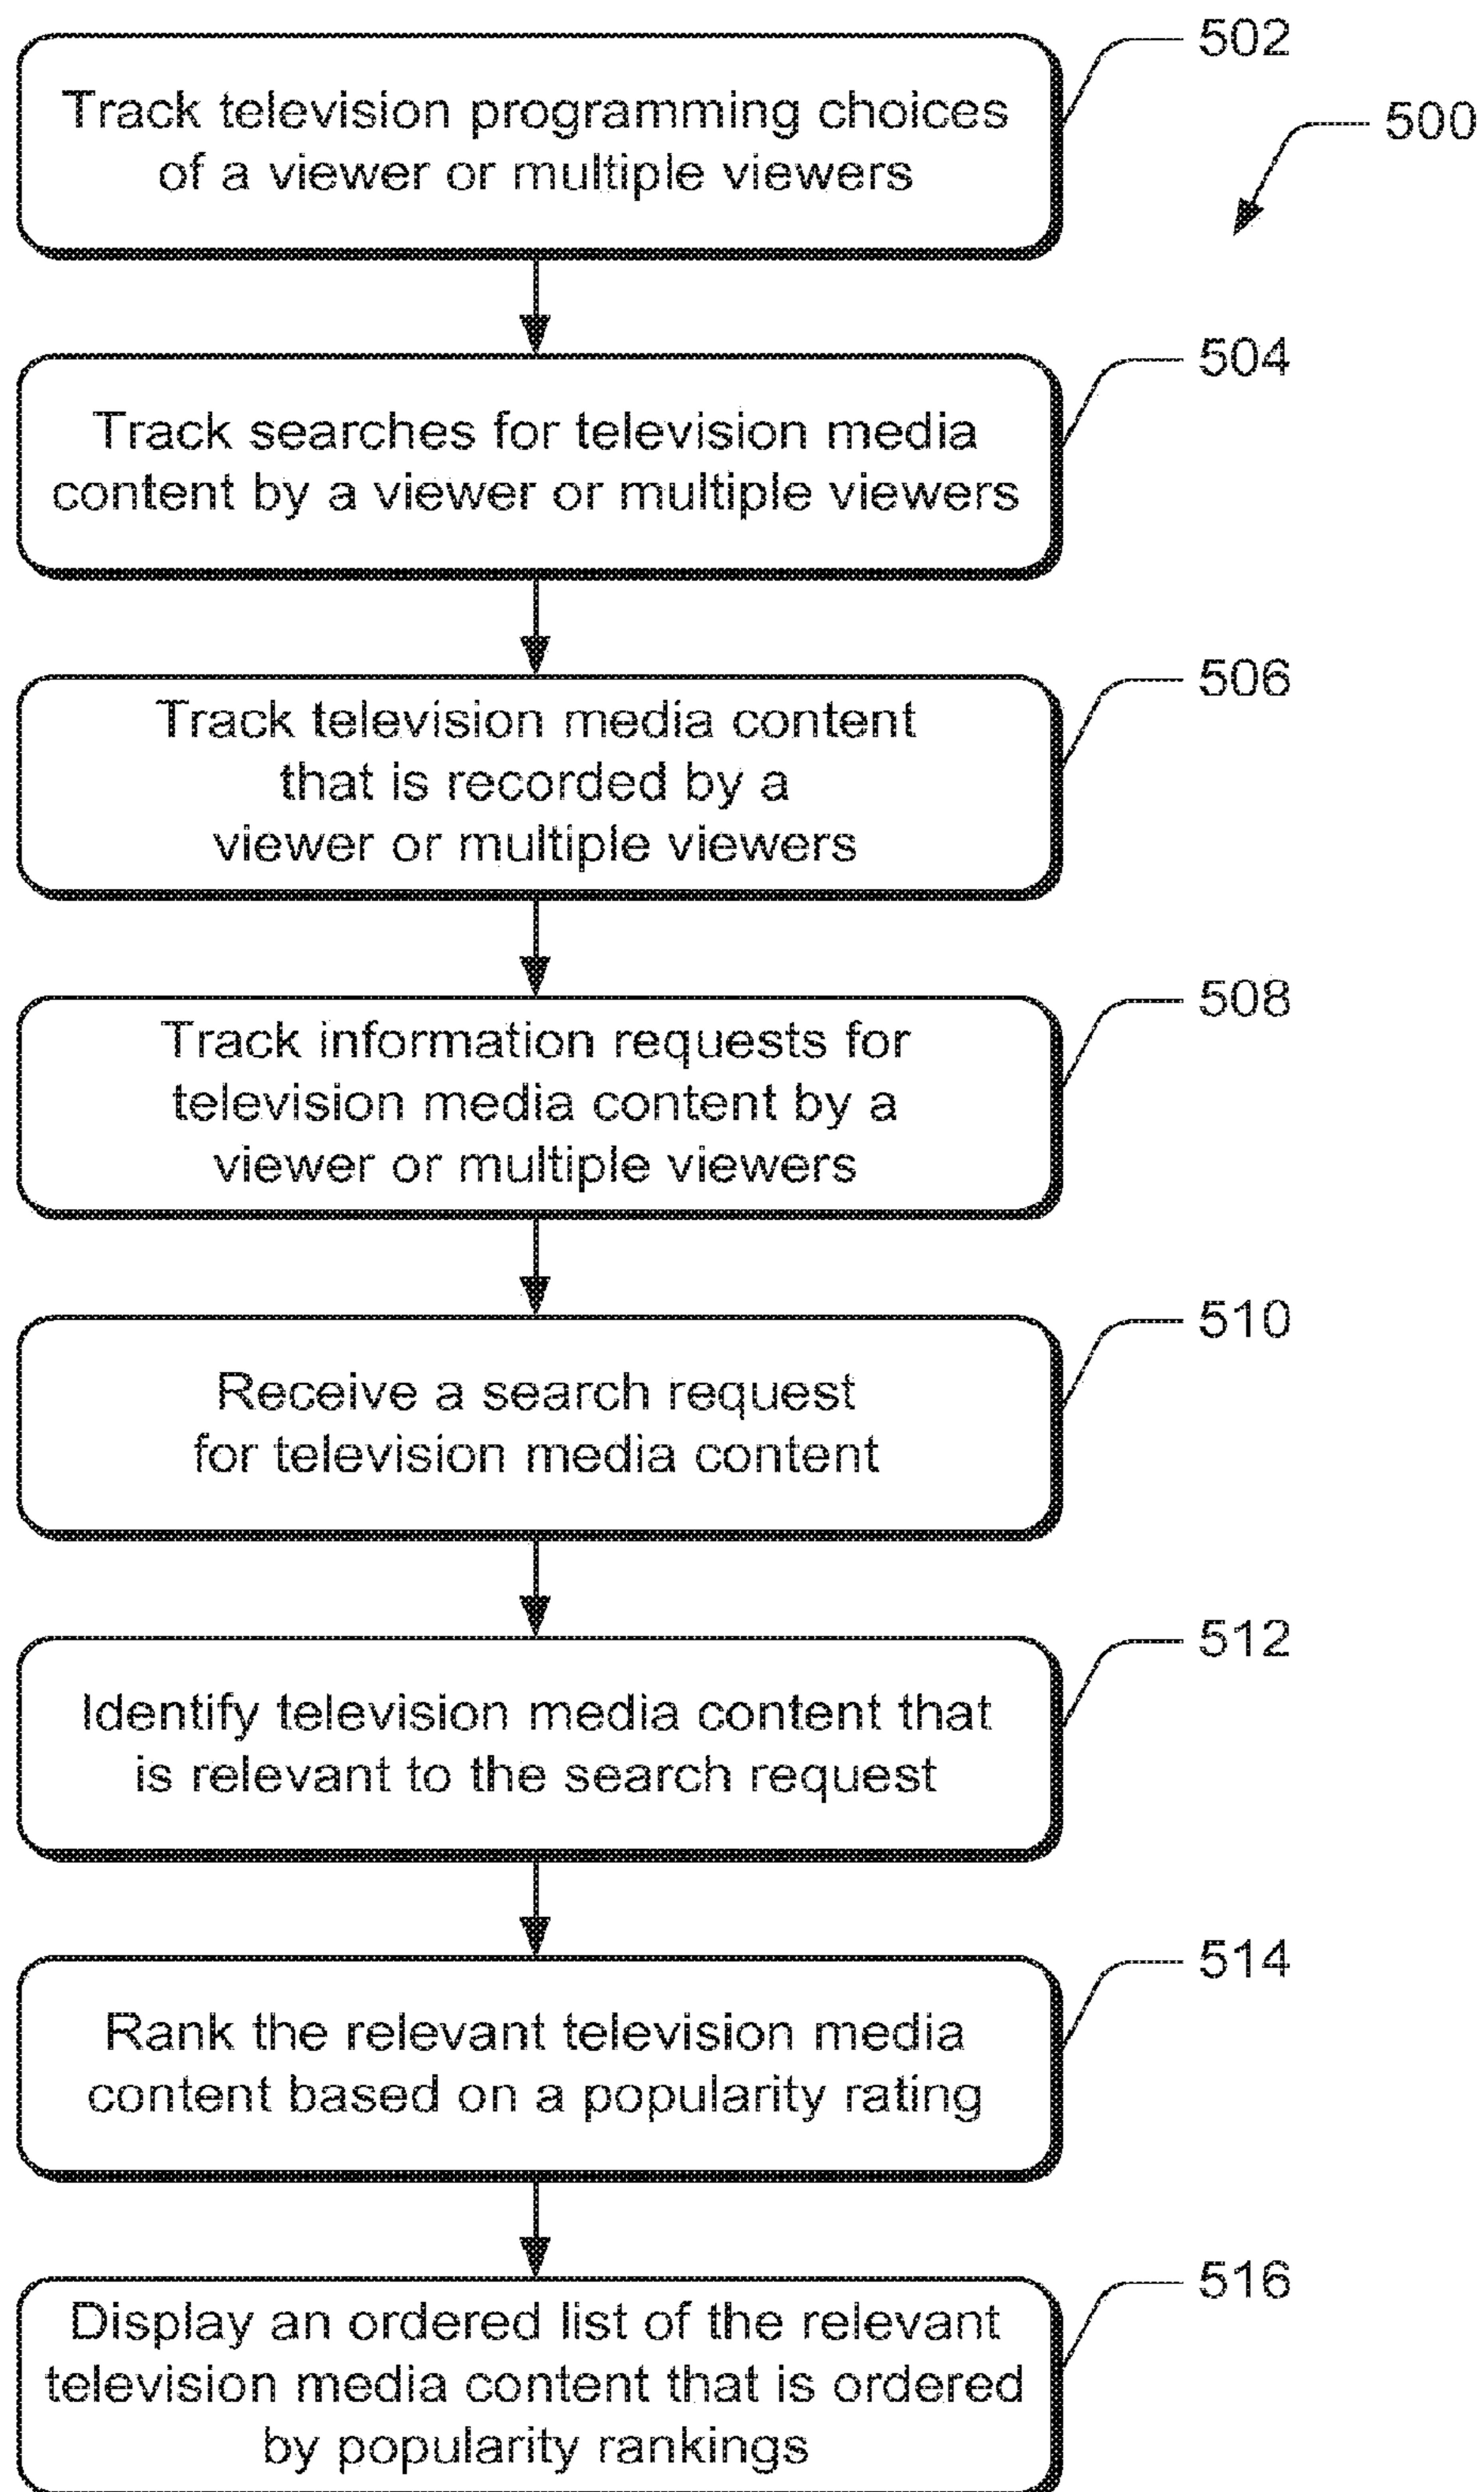 502
500
Track television programming choices
of a viewer or multiple viewers
504
Track searches for television media
content by a viewer or multiple viewers
506
Track television media content
that is recorded by a
viewer or multiple viewers
508
Track information requests for
television media content by a
viewer or multiple viewers
510
Receive a search request
for television media content
512
Identify television media content that
is relevant to the search request
514
Rank the relevant television media
content based on a popularity rating
516
Display an ordered list of the relevant
television media content that is ordered
by popularity rankings